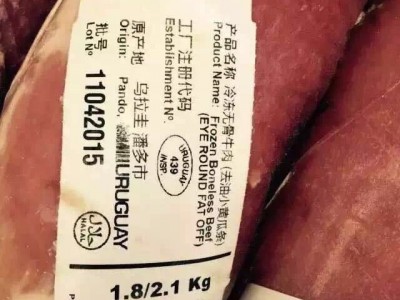 产品名称 冷冻无骨牛肉(去油小黄瓜条)
Product Name: Frozen Boneless Beef
(EYE ROUND FAT OFF)
工厂注册代码
Establishment Nº
URUGUAY
439
INSP.
原产地 乌拉圭 潘多市
Origin: Pando, URUGUAY
批号 11042015
Lot Nº
حلال
HALAL
1.8/2.1 Kg